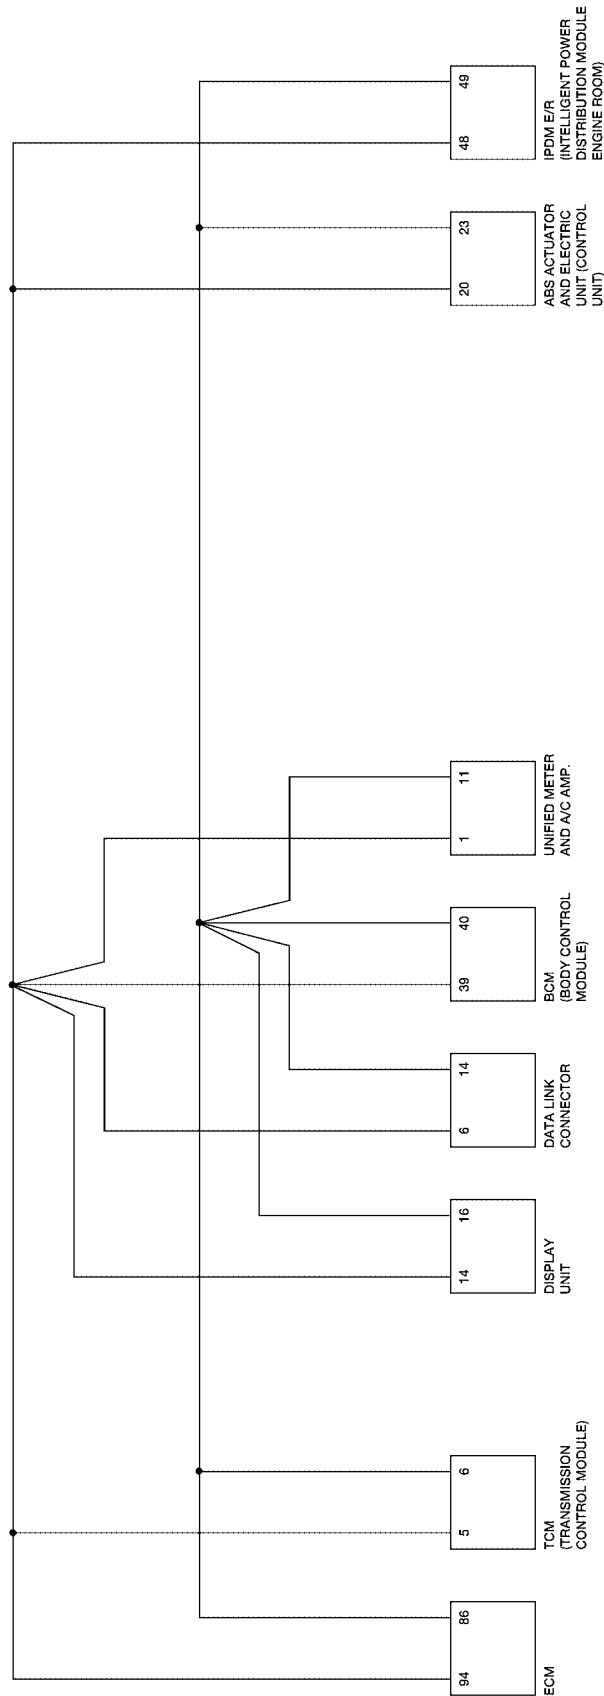 94 86
ECM
5 6
TCM
(TRANSMISSION
CONTROL MODULE)
14 16
DISPLAY
UNIT
6 14
DATA LINK
CONNECTOR
39 40
BCM
(BODY CONTROL
MODULE)
1 11
UNIFIED METER
AND A/C AMP.
20 23
ABS ACTUATOR
AND ELECTRIC
UNIT (CONTROL
UNIT)
48 49
IPDM E/R
(INTELLIGENT POWER
DISTRIBUTION MODULE
ENGINE ROOM)